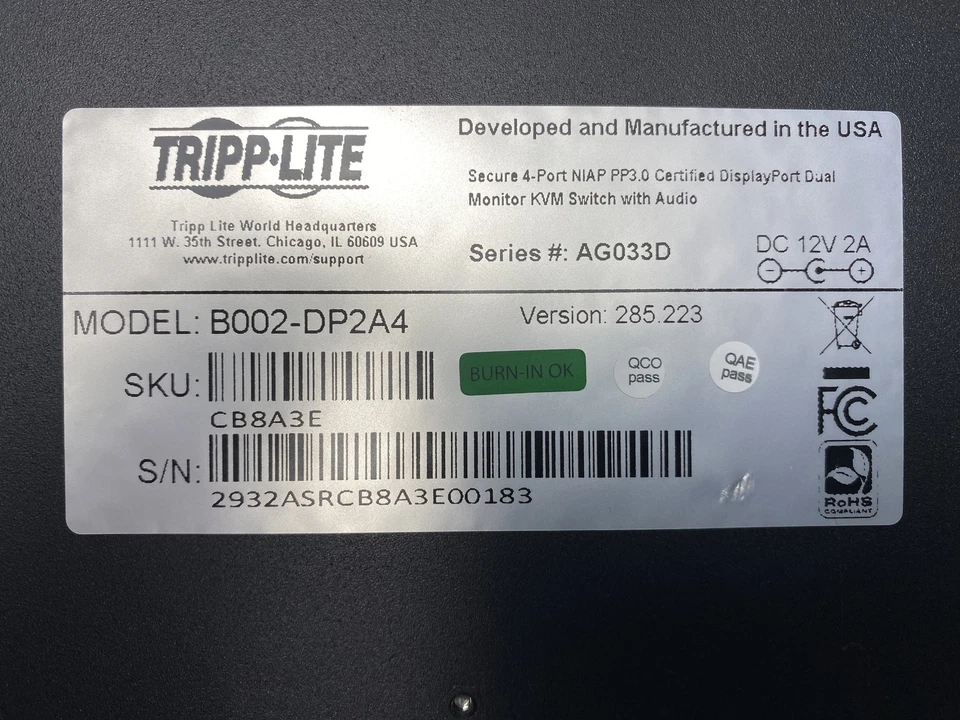 TRIPP·LITE
Tripp Lite World Headquarters
1111 W. 35th Street. Chicago, IL 60609 USA
www.tripplite.com/support
Developed and Manufactured in the USA
Secure 4-Port NIAP PP3.0 Certified DisplayPort Dual
Monitor KVM Switch with Audio
Series #: AG033D
DC 12V 2A
MODEL: B002-DP2A4
Version: 285.223
SKU:
CB8A3E
BURN-IN OK
QCO
pass
QAE
pass
S/N:
2932ASRCB8A3E00183
FC
RoHS
COMPLIANT